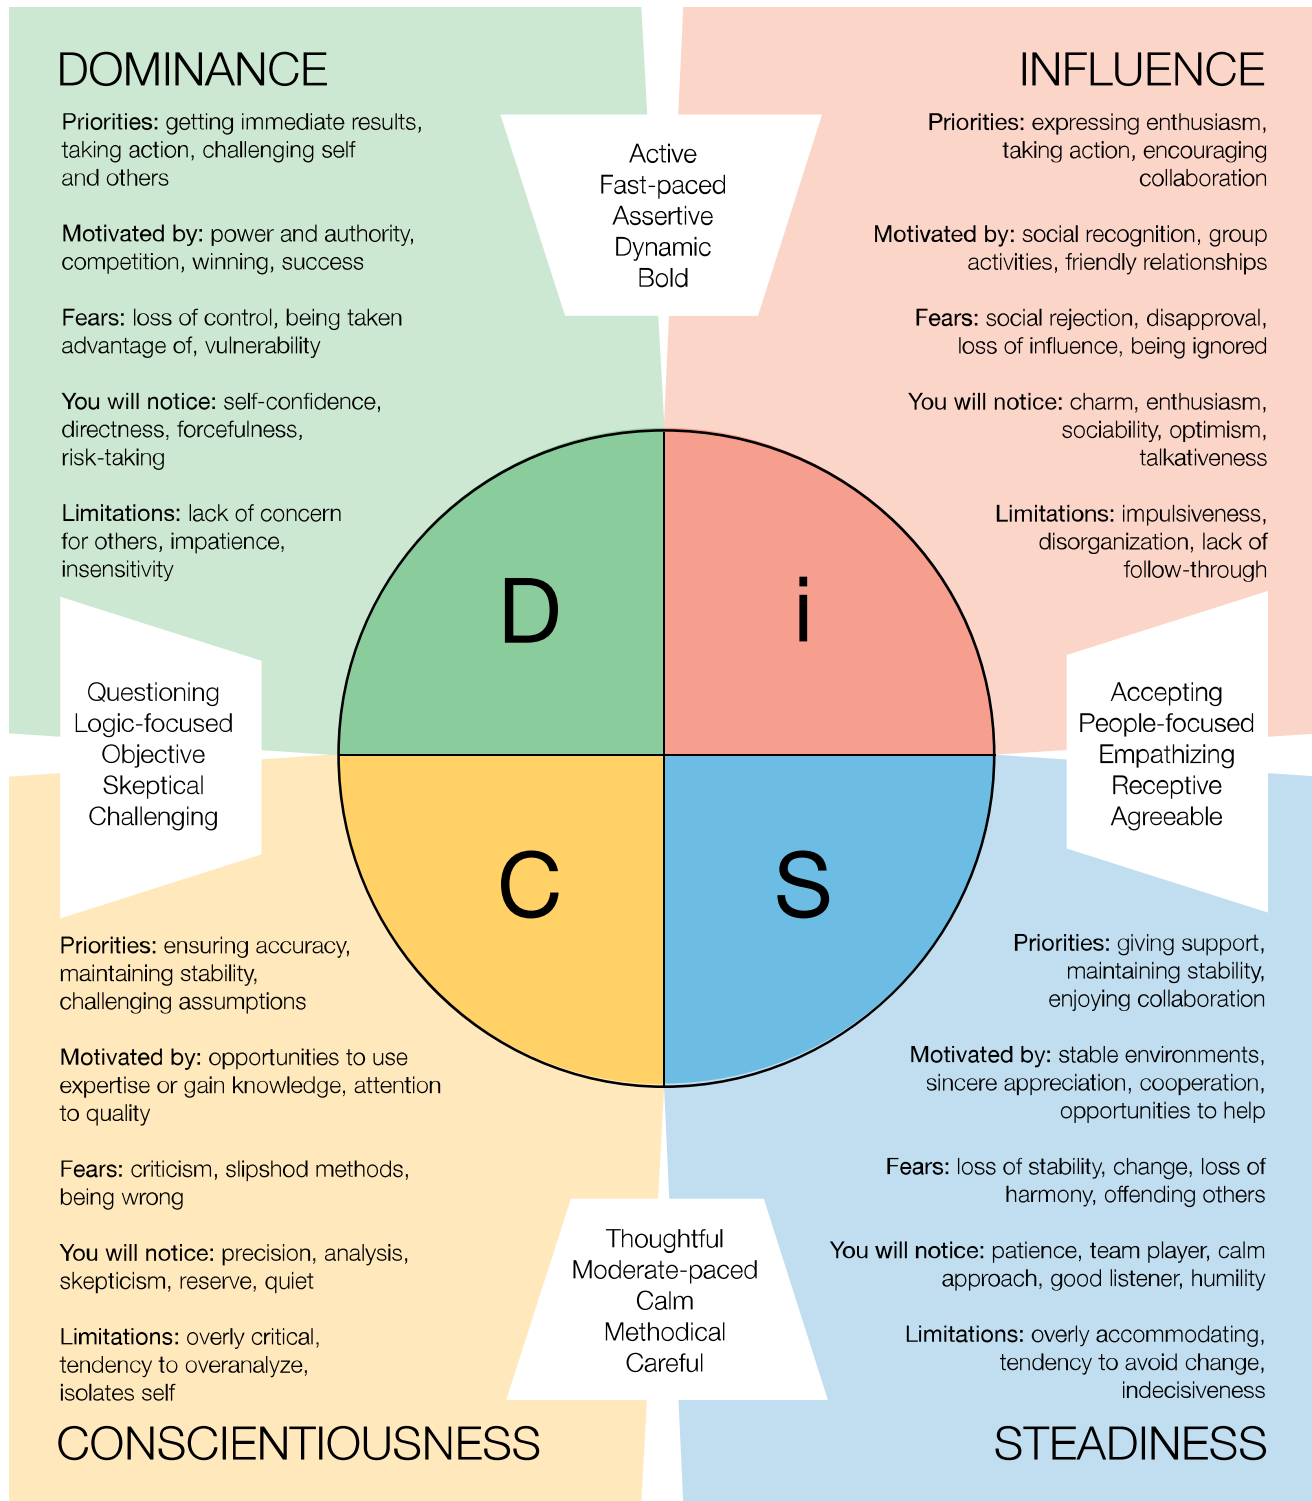 DOMINANCE
Priorities: getting immediate results,
taking action, challenging self
and others
Motivated by: power and authority,
competition, winning, success
Fears: loss of control, being taken
advantage of, vulnerability
You will notice: self-confidence,
directness, forcefulness,
risk-taking
Limitations: lack of concern
for others, impatience,
insensitivity
Active
Fast-paced
Assertive
Dynamic
Bold
INFLUENCE
Priorities: expressing enthusiasm,
taking action, encouraging
collaboration
Motivated by: social recognition, group
activities, friendly relationships
Fears: social rejection, disapproval,
loss of influence, being ignored
You will notice: charm, enthusiasm,
sociability, optimism,
talkativeness
Limitations: impulsiveness,
disorganization, lack of
follow-through
D
i
Questioning
Logic-focused
Objective
Skeptical
Challenging
Accepting
People-focused
Empathizing
Receptive
Agreeable
C
S
Priorities: ensuring accuracy,
maintaining stability,
challenging assumptions
Motivated by: opportunities to use
expertise or gain knowledge, attention
to quality
Fears: criticism, slipshod methods,
being wrong
You will notice: precision, analysis,
skepticism, reserve, quiet
Limitations: overly critical,
tendency to overanalyze,
isolates self
CONSCIENTIOUSNESS
Thoughtful
Moderate-paced
Calm
Methodical
Careful
Priorities: giving support,
maintaining stability,
enjoying collaboration
Motivated by: stable environments,
sincere appreciation, cooperation,
opportunities to help
Fears: loss of stability, change, loss of
harmony, offending others
You will notice: patience, team player, calm
approach, good listener, humility
Limitations: overly accommodating,
tendency to avoid change,
indecisiveness
STEADINESS